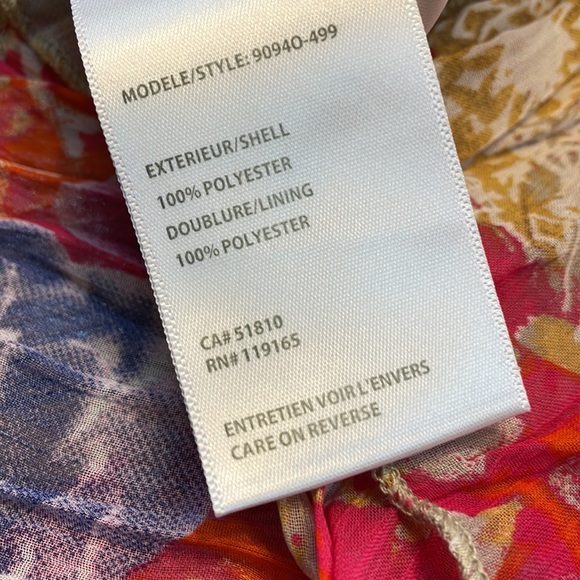 MODELE/STYLE: 9094O-499
EXTERIEUR/SHELL
100% POLYESTER
DOUBLURE/LINING
100% POLYESTER
CA# 51810
RN# 119165
ENTRETIEN VOIR L'ENVERS
CARE ON REVERSE